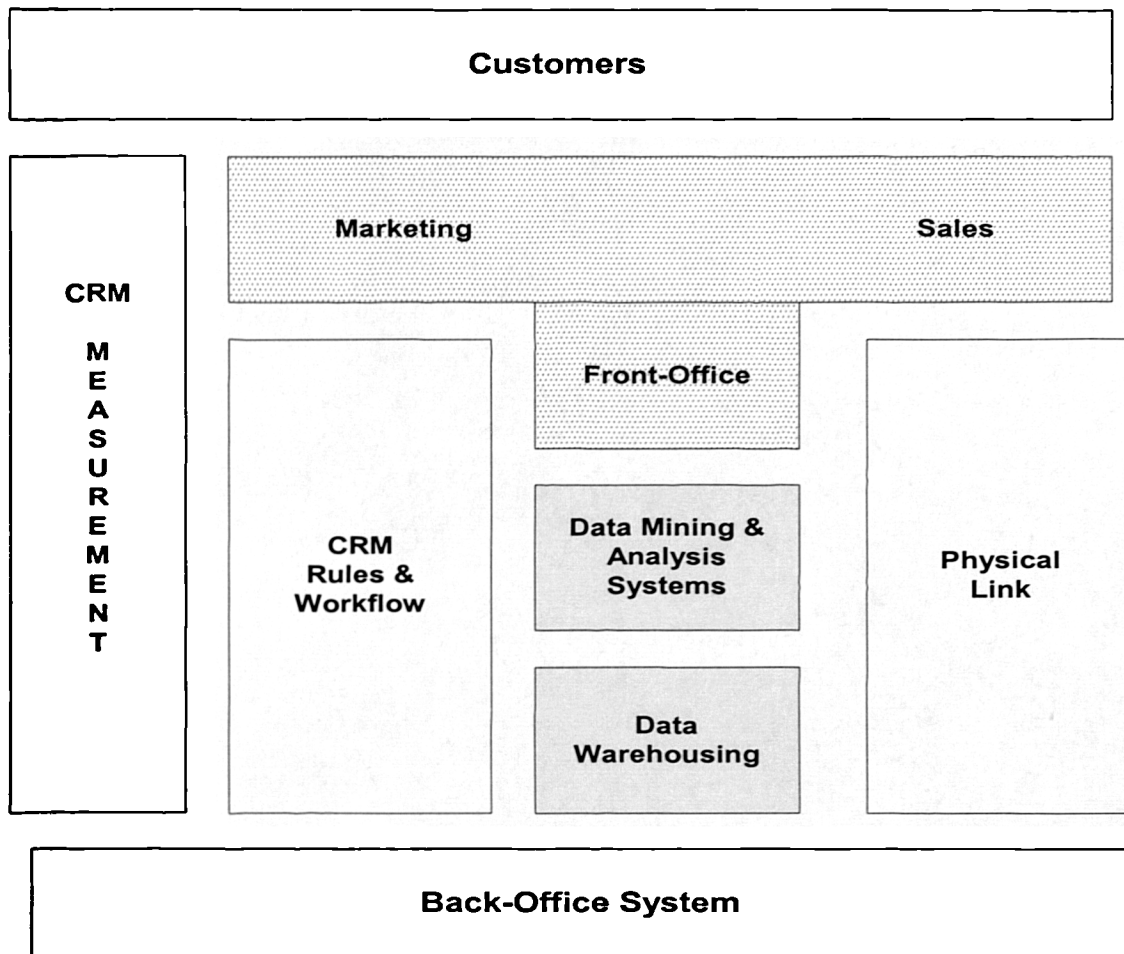 Customers
Marketing
Sales
CRM
M
E
A
S
U
R
E
M
E
N
T
Front-Office
CRM
Rules &
Workflow
Data Mining &
Analysis
Systems
Physical
Link
Data
Warehousing
Back-Office System